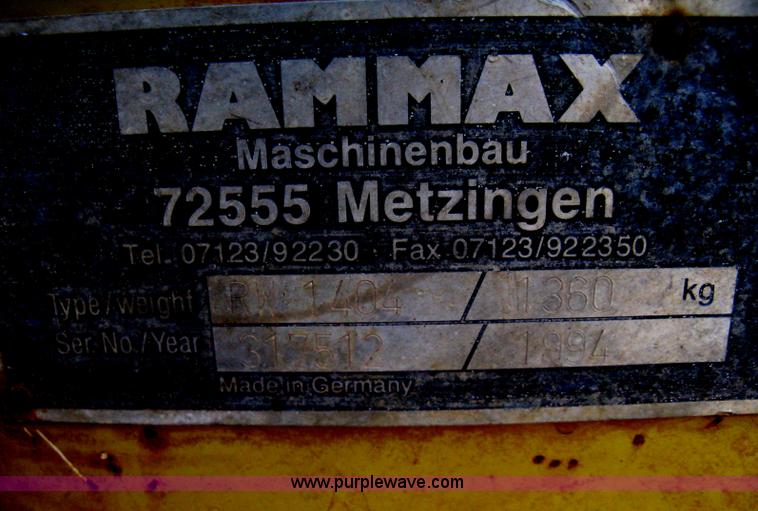 RAMMAX
Maschinenbau
72555 Metzingen
Tel. 07123/92230 · Fax 07123/922350
Type/weight RW 1404 / 1360 kg
Ser. No./Year 317512 / 1994
Made in Germany
www.purplewave.com